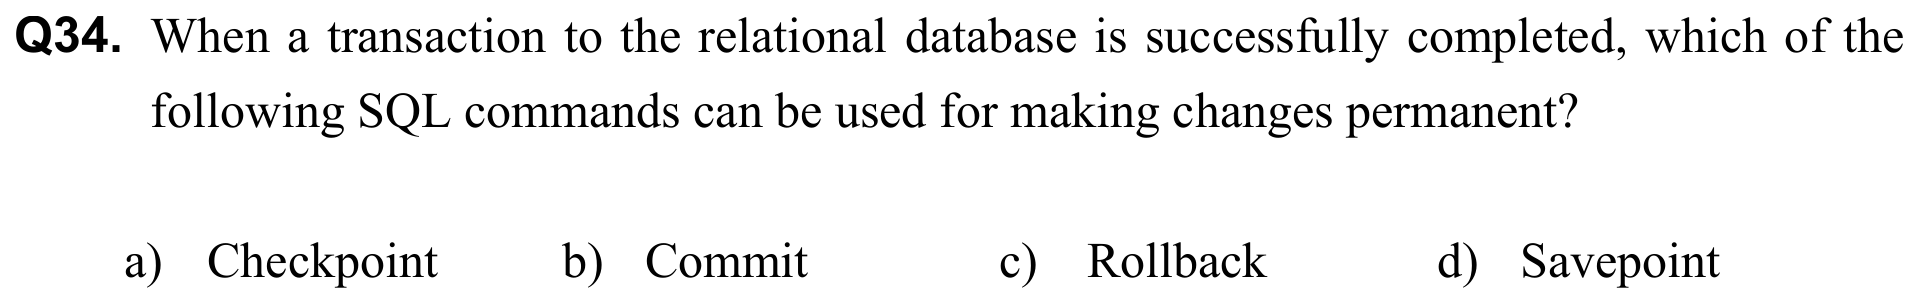 Q34. When a transaction to the relational database is successfully completed, which of the
following SQL commands can be used for making changes permanent?
a) Checkpoint b) Commit c) Rollback d) Savepoint